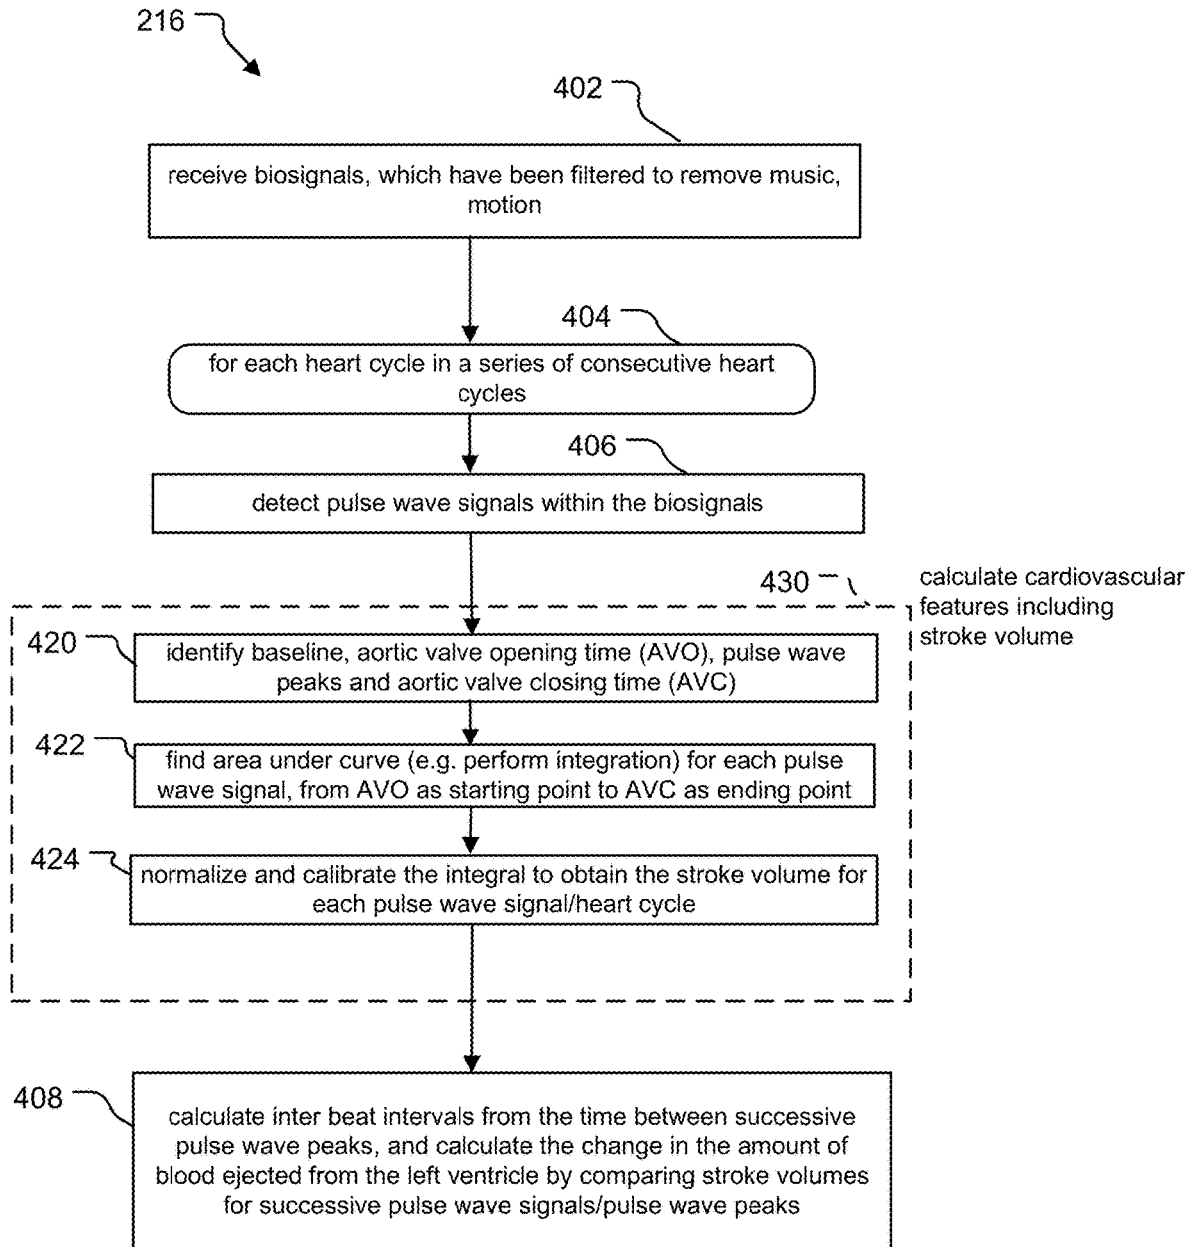 216
402
receive biosignals, which have been filtered to remove music,
motion
404
for each heart cycle in a series of consecutive heart
cycles
406
detect pulse wave signals within the biosignals
430
calculate cardiovascular
features including
stroke volume
420
identify baseline, aortic valve opening time (AVO), pulse wave
peaks and aortic valve closing time (AVC)
422
find area under curve (e.g. perform integration) for each pulse
wave signal, from AVO as starting point to AVC as ending point
424
normalize and calibrate the integral to obtain the stroke volume for
each pulse wave signal/heart cycle
408
calculate inter beat intervals from the time between successive
pulse wave peaks, and calculate the change in the amount of
blood ejected from the left ventricle by comparing stroke volumes
for successive pulse wave signals/pulse wave peaks